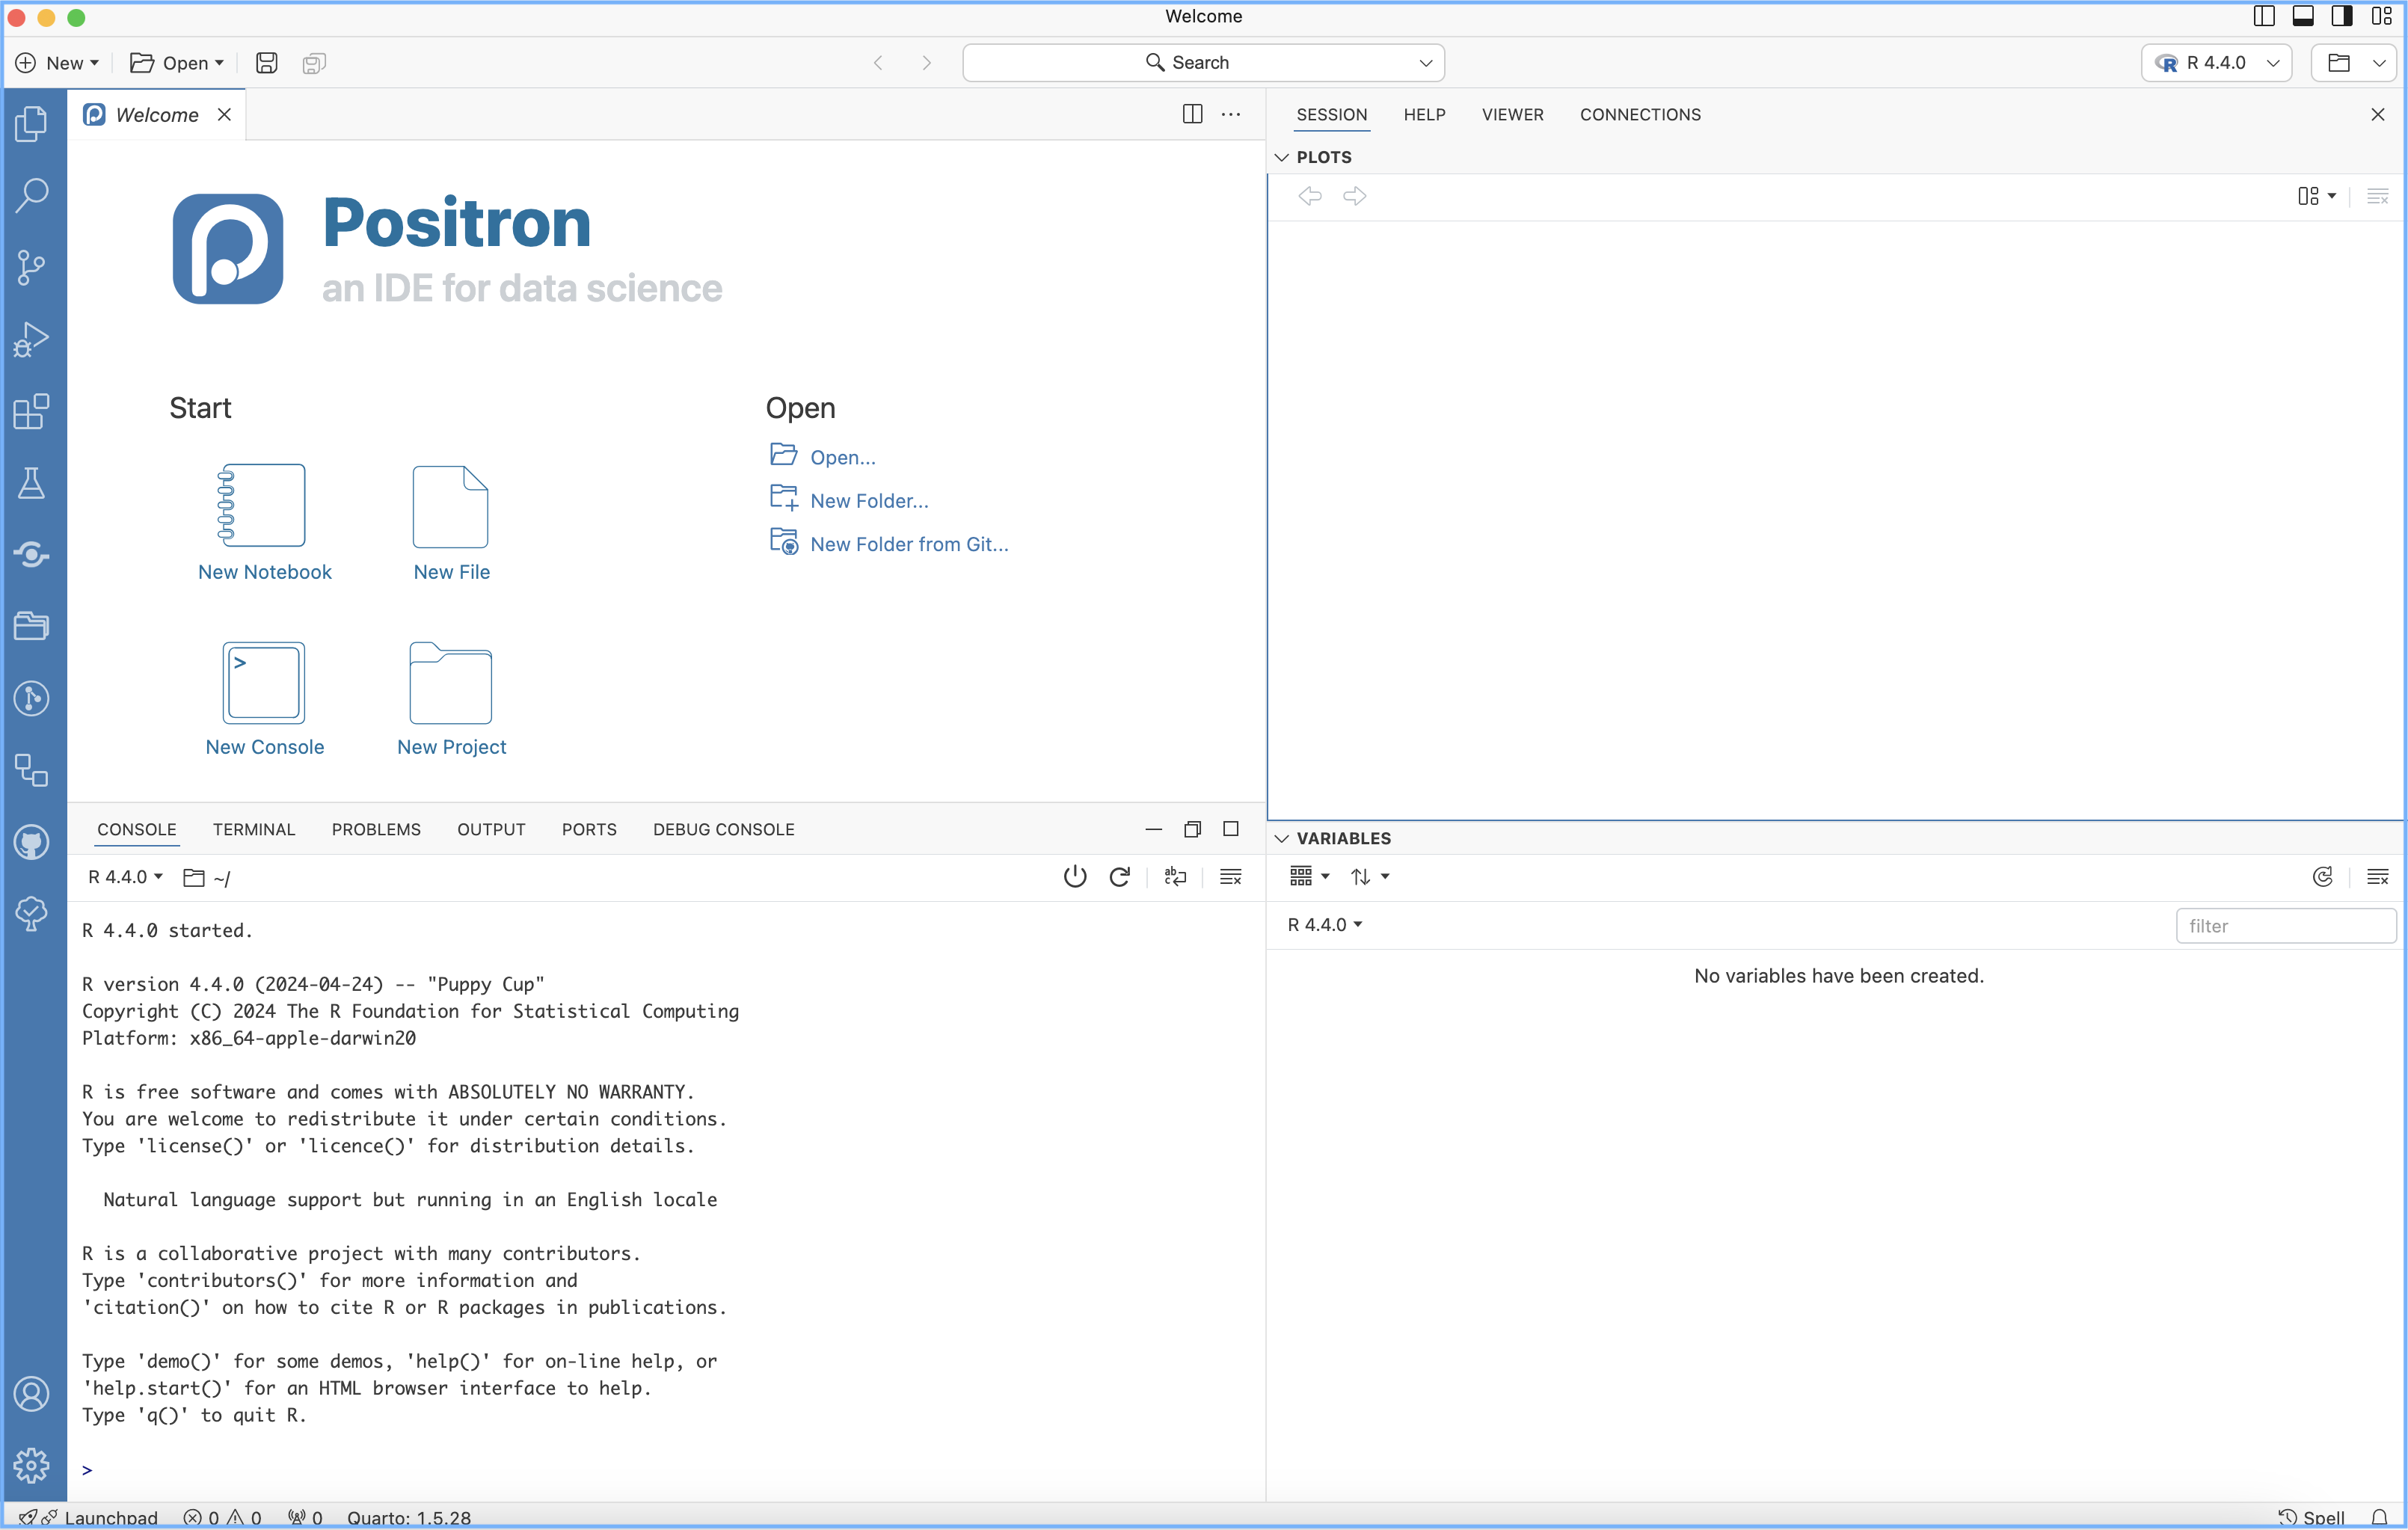 Welcome
New
Open
Search
R 4.4.0
Welcome
Positron
an IDE for data science
Start
New Notebook
New File
New Console
New Project
Open
Open...
New Folder...
New Folder from Git...
SESSION HELP VIEWER CONNECTIONS
PLOTS
CONSOLE TERMINAL PROBLEMS OUTPUT PORTS DEBUG CONSOLE
R 4.4.0 ~/
R 4.4.0 started.
R version 4.4.0 (2024-04-24) -- "Puppy Cup"
Copyright (C) 2024 The R Foundation for Statistical Computing
Platform: x86_64-apple-darwin20
R is free software and comes with ABSOLUTELY NO WARRANTY.
You are welcome to redistribute it under certain conditions.
Type 'license()' or 'licence()' for distribution details.
Natural language support but running in an English locale
R is a collaborative project with many contributors.
Type 'contributors()' for more information and
'citation()' on how to cite R or R packages in publications.
Type 'demo()' for some demos, 'help()' for on-line help, or
'help.start()' for an HTML browser interface to help.
Type 'q()' to quit R.
>
VARIABLES
R 4.4.0 filter
No variables have been created.
Launchpad 0 0 0 Quarto: 1.5.28 Spell